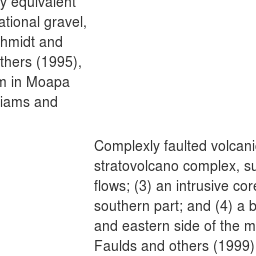 y equivalent
ational gravel,
hmidt and
thers (1995),
m in Moapa
iams and
Complexly faulted volcani
stratovolcano complex, su
flows; (3) an intrusive core
southern part; and (4) a b
and eastern side of the m
Faulds and others (1999)